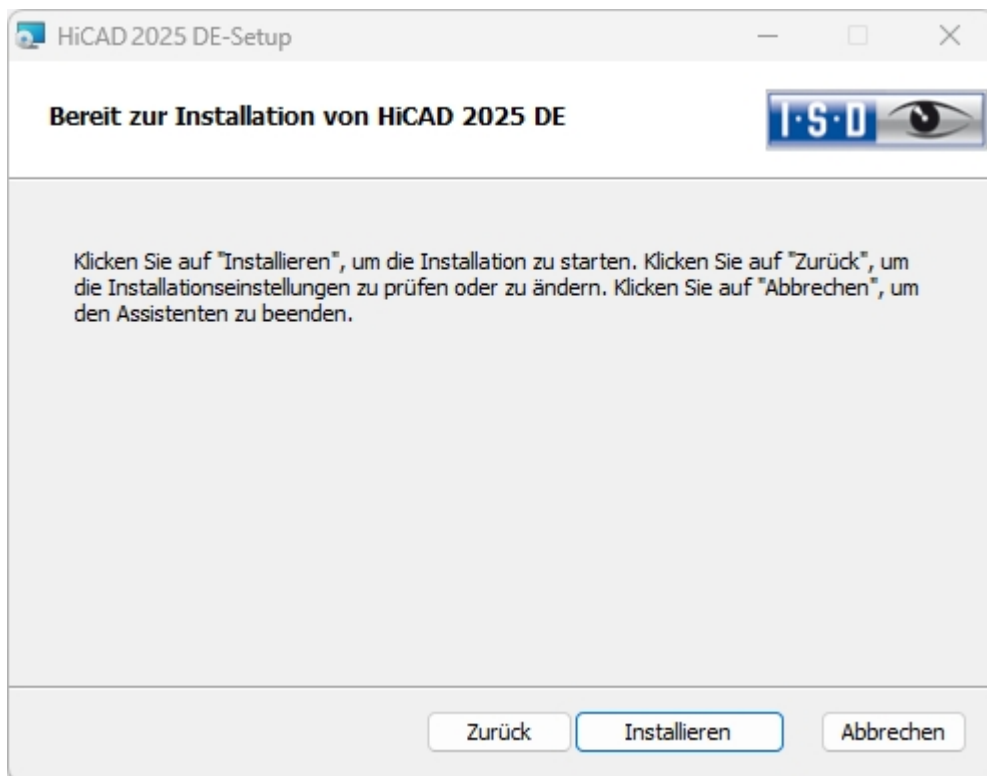 HiCAD 2025 DE-Setup
Bereit zur Installation von HiCAD 2025 DE
I·S·D
Klicken Sie auf "Installieren", um die Installation zu starten. Klicken Sie auf "Zurück", um
die Installationseinstellungen zu prüfen oder zu ändern. Klicken Sie auf "Abbrechen", um
den Assistenten zu beenden.
Zurück Installieren Abbrechen